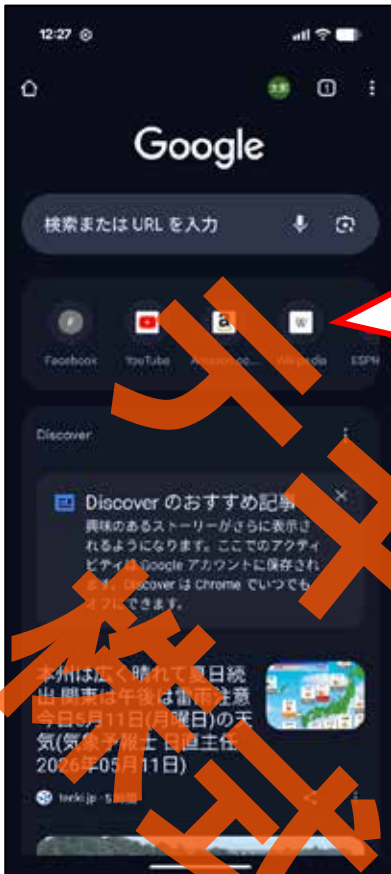 12:27
1
Google
検索または URL を入力
Facebook
YouTube
ESPN
Discover
Discover のおすすめ記事
興味のあるストーリーがさらに表示さ
れるようになります。ここでのアクティ
ビティは Google アカウントに保存され
ます。Discover は Chrome でいつでも
オフにできます。
本州は広く晴れて夏日続
出 関東は午後は雷雨注意
今日5月11日(月曜日)の天
気(気象予報士 日直主任
2026年05月11日)
tenki.jp